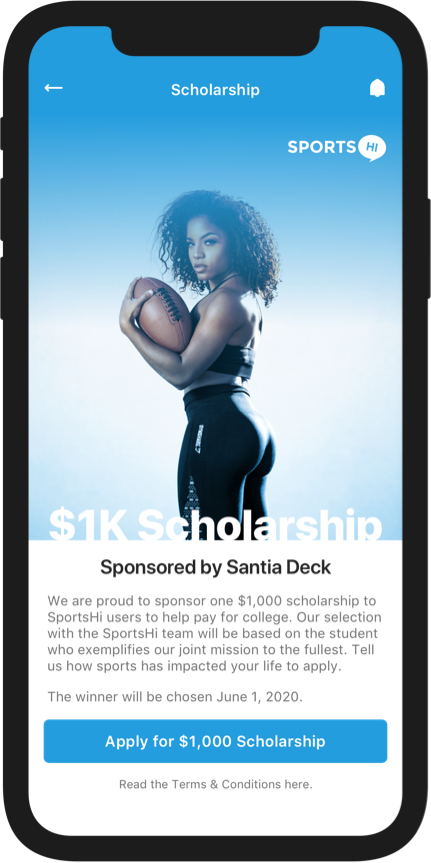 Scholarship
SPORTS HI
$1K Scholarship
Sponsored by Santia Deck
We are proud to sponsor one $1,000 scholarship to
SportsHi users to help pay for college. Our selection
with the SportsHi team will be based on the student
who exemplifies our joint mission to the fullest. Tell
us how sports has impacted your life to apply.
The winner will be chosen June 1, 2020.
Apply for $1,000 Scholarship
Read the Terms & Conditions here.